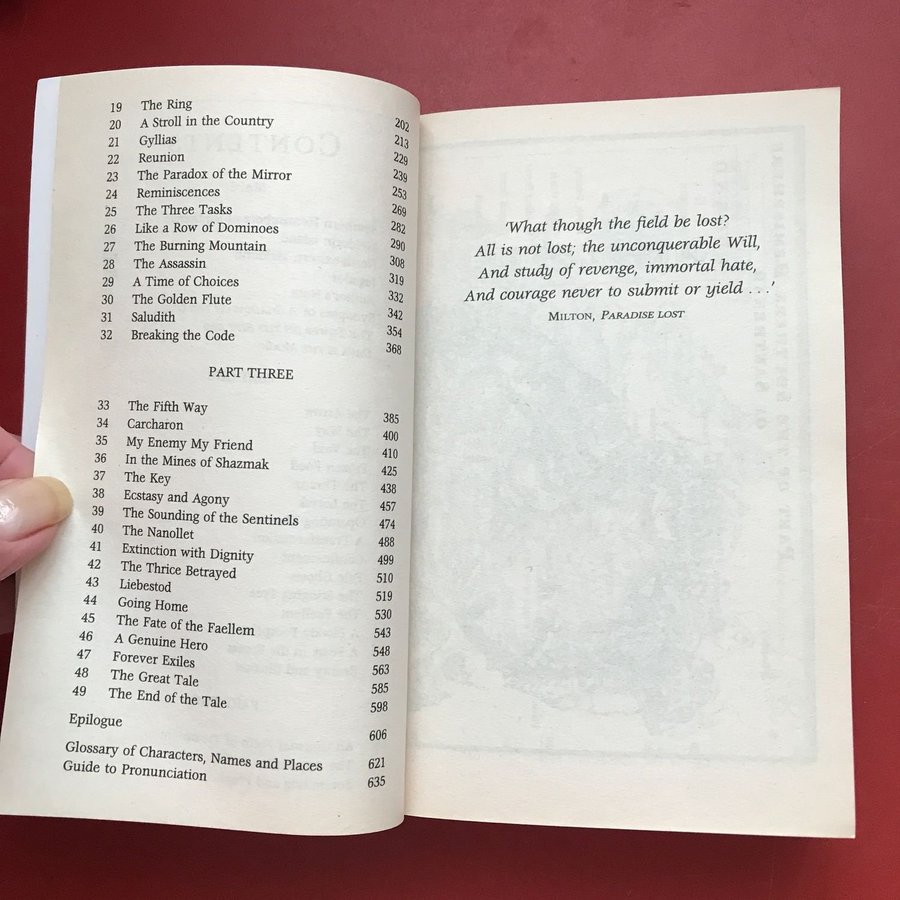 19 The Ring 202
20 A Stroll in the Country 213
21 Gyllias 229
22 Reunion 239
23 The Paradox of the Mirror 253
24 Reminiscences 269
25 The Three Tasks 282
26 Like a Row of Dominoes 290
27 The Burning Mountain 308
28 The Assassin 319
29 A Time of Choices 332
30 The Golden Flute 342
31 Saludith 354
32 Breaking the Code 368
PART THREE
33 The Fifth Way 385
34 Carcharon 400
35 My Enemy My Friend 410
36 In the Mines of Shazmak 425
37 The Key 438
38 Ecstasy and Agony 457
39 The Sounding of the Sentinels 474
40 The Nanollet 488
41 Extinction with Dignity 499
42 The Thrice Betrayed 510
43 Liebestod 519
44 Going Home 530
45 The Fate of the Faellem 543
46 A Genuine Hero 548
47 Forever Exiles 563
48 The Great Tale 585
49 The End of the Tale 598
Epilogue 606
Glossary of Characters, Names and Places 621
Guide to Pronunciation 635
'What though the field be lost?
All is not lost; the unconquerable Will,
And study of revenge, immortal hate,
And courage never to submit or yield . . .'
MILTON, PARADISE LOST